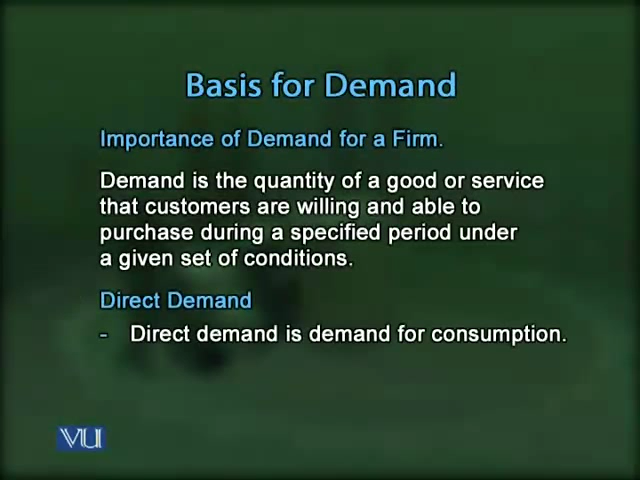 Basis for Demand
Importance of Demand for a Firm.
Demand is the quantity of a good or service
that customers are willing and able to
purchase during a specified period under
a given set of conditions.
Direct Demand
- Direct demand is demand for consumption.
VU